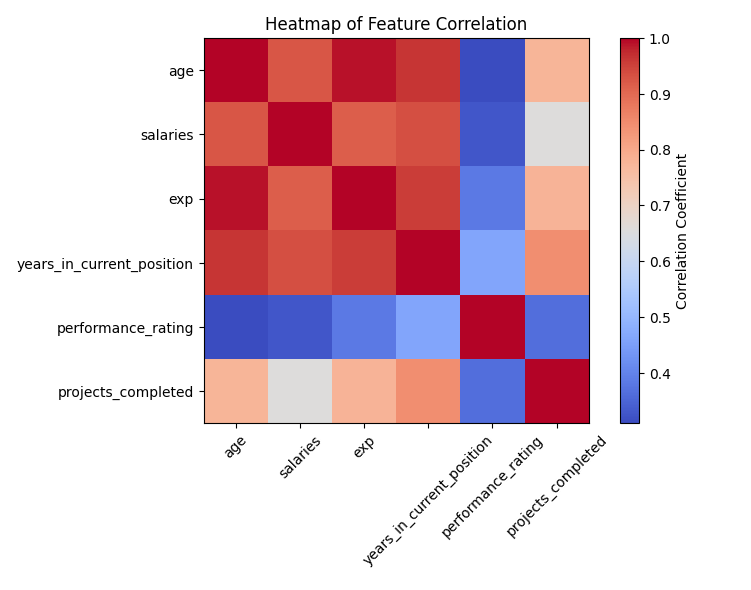 Heatmap of Feature Correlation
age
salaries
exp
years_in_current_position
performance_rating
projects_completed
age
salaries
exp
years_in_current_position
performance_rating
projects_completed
1.0
0.9
0.8
0.7
0.6
0.5
0.4
Correlation Coefficient